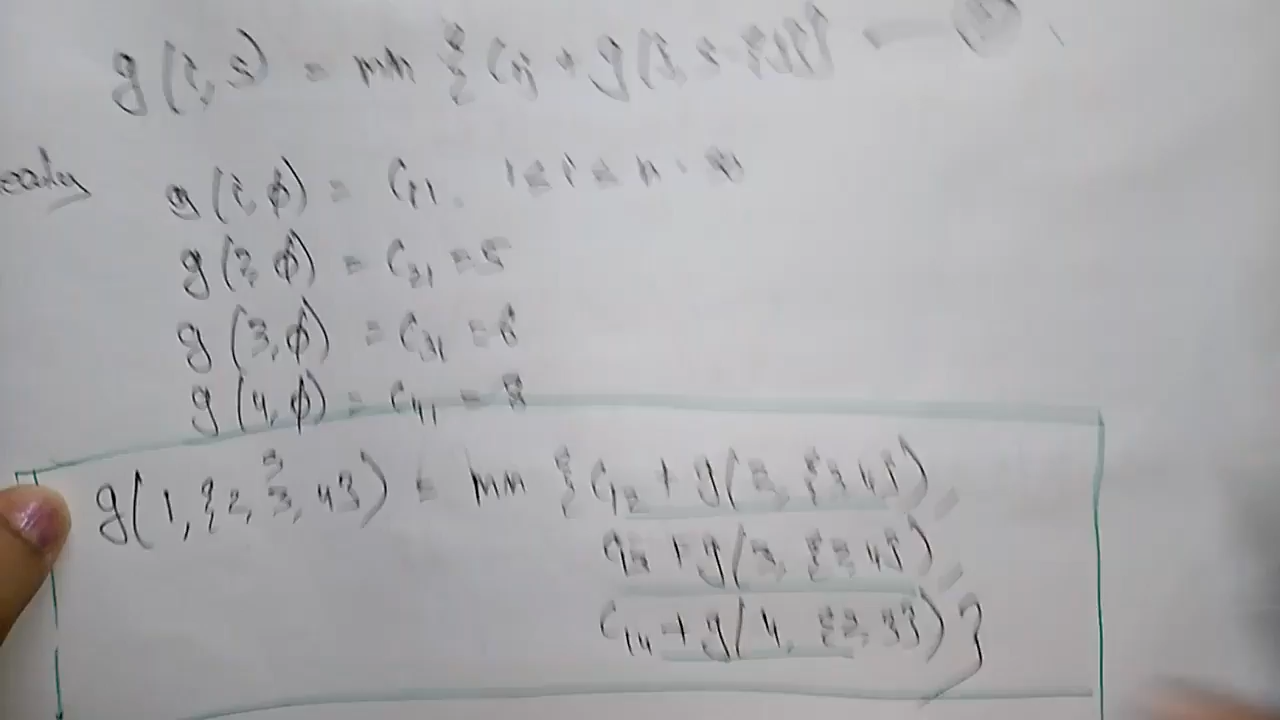 g(i, s) = min { Cij + g(j, s-{j})}
g(i, ϕ) = Ci1, 1≤i≤n.
g(2, ϕ) = C21 = 5
g(3, ϕ) = C31 = 6
g(4, ϕ) = C41 = 8
g(1, {2, 3, 4}) = min { C12 + g(2, {3,4}),
C13 + g(3, {2,4}),
C14 + g(4, {2,3}) }